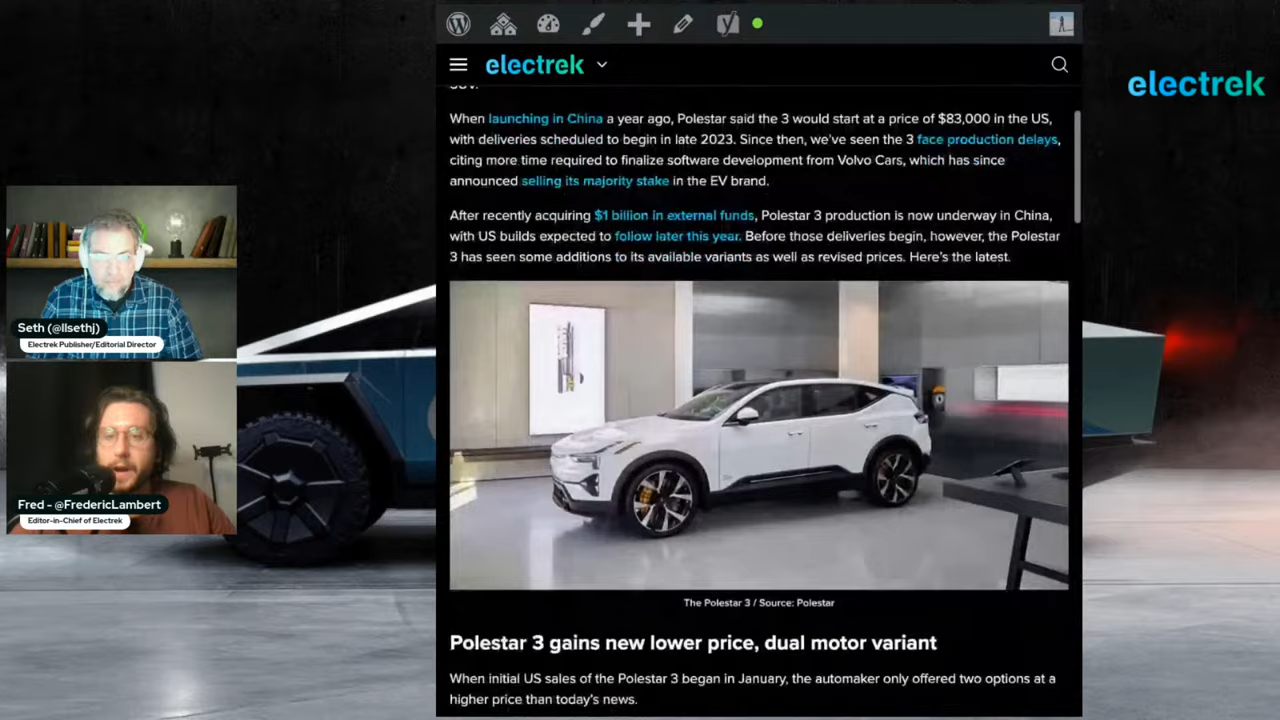 electrek
electrek
SUV.
When launching in China a year ago, Polestar said the 3 would start at a price of $83,000 in the US,
with deliveries scheduled to begin in late 2023. Since then, we've seen the 3 face production delays,
citing more time required to finalize software development from Volvo Cars, which has since
announced selling its majority stake in the EV brand.
After recently acquiring $1 billion in external funds, Polestar 3 production is now underway in China,
with US builds expected to follow later this year. Before those deliveries begin, however, the Polestar
3 has seen some additions to its available variants as well as revised prices. Here's the latest.
Seth (@llsethj)
Electrek Publisher/Editorial Director
Fred - @FredericLambert
Editor-in-Chief of Electrek
The Polestar 3 / Source: Polestar
Polestar 3 gains new lower price, dual motor variant
When initial US sales of the Polestar 3 began in January, the automaker only offered two options at a
higher price than today's news.